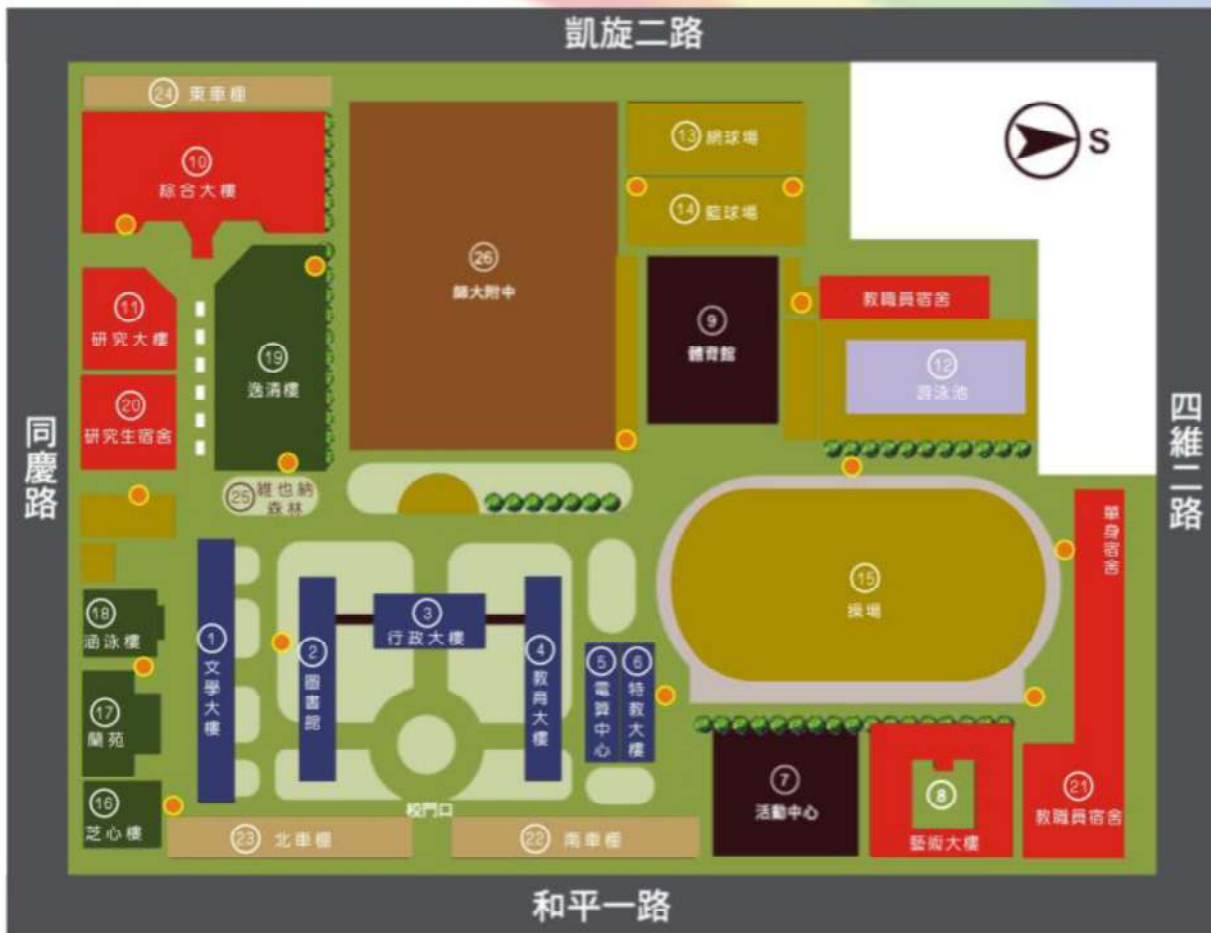 凱旋二路
24 東車棚
10
綜合大樓
13 網球場
14 籃球場
S
26
師大附中
9
體育館
教職員宿舍
12
游泳池
11
研究大樓
19
逸清樓
20
研究生宿舍
同慶路
四維二路
25 維也納
森林
單身宿舍
15
操場
18
涵泳樓
1
文學大樓
2
圖書館
3
行政大樓
4
教育大樓
5
電算中心
6
特教大樓
17
蘭苑
16
芝心樓
校門口
7
活動中心
8
藝術大樓
21
教職員宿舍
23 北車棚
22 南車棚
和平一路